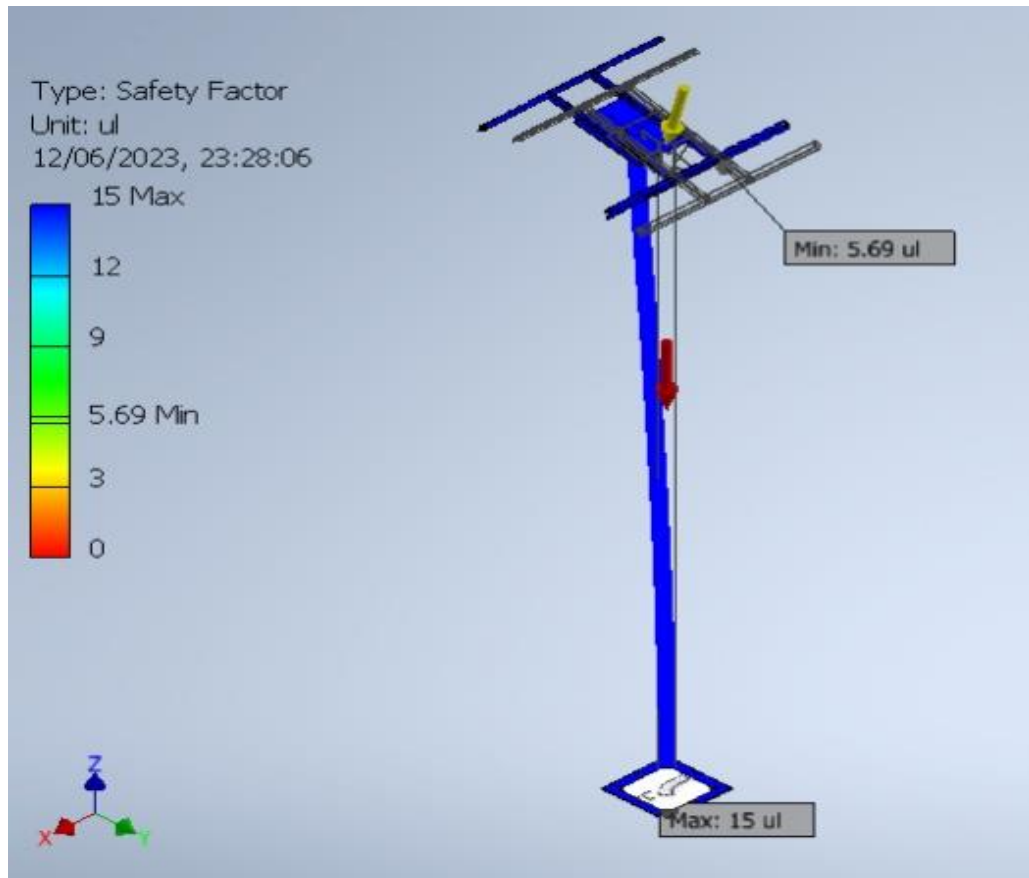 Type: Safety Factor
Unit: ul
12/06/2023, 23:28:06
15 Max
12
9
5.69 Min
3
0
Min: 5.69 ul
Max: 15 ul
Z
X
Y